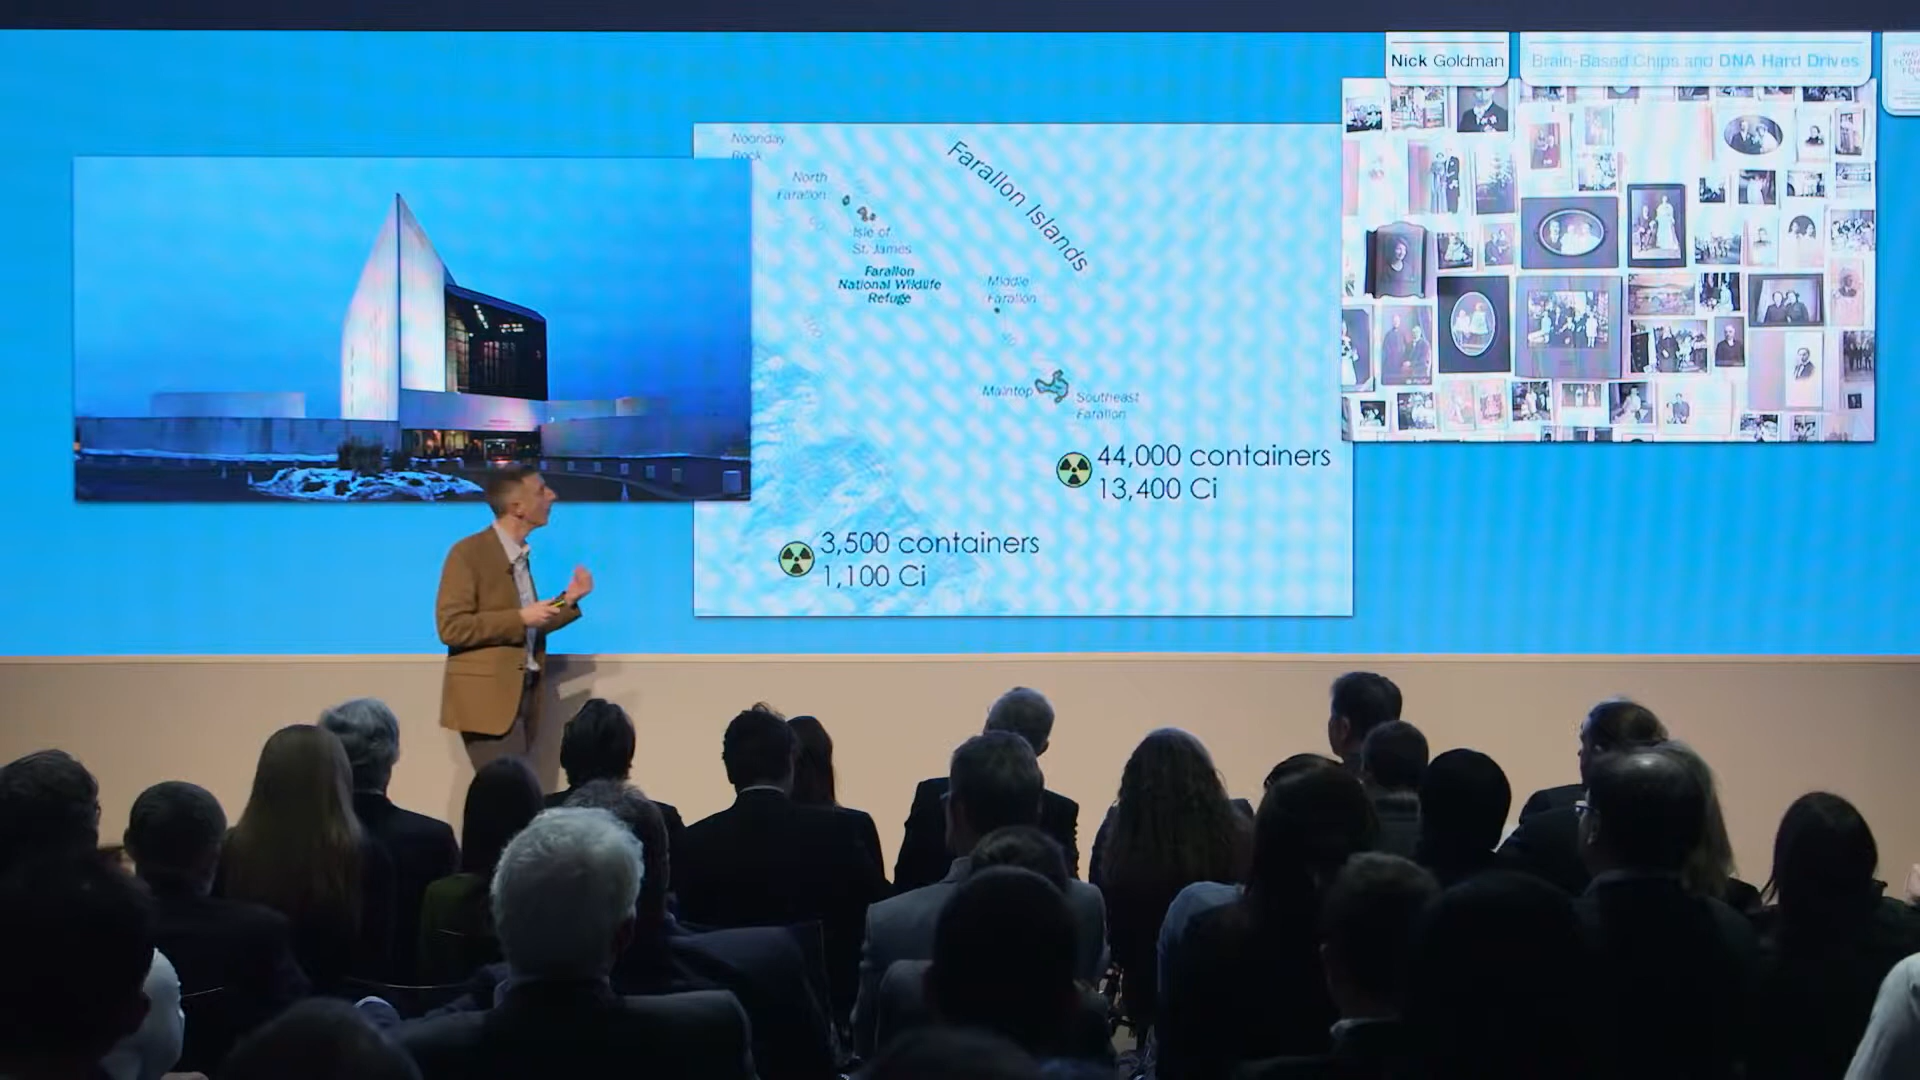 Nick Goldman
Brain-Based Chips and DNA Hard Drives
Noonday
Rock
North
Farallon
Isle of
St. James
Farallon
National Wildlife
Refuge
Farallon Islands
Middle
Farallon
Maintop
Southeast
Farallon
44,000 containers
13,400 Ci
3,500 containers
1,100 Ci